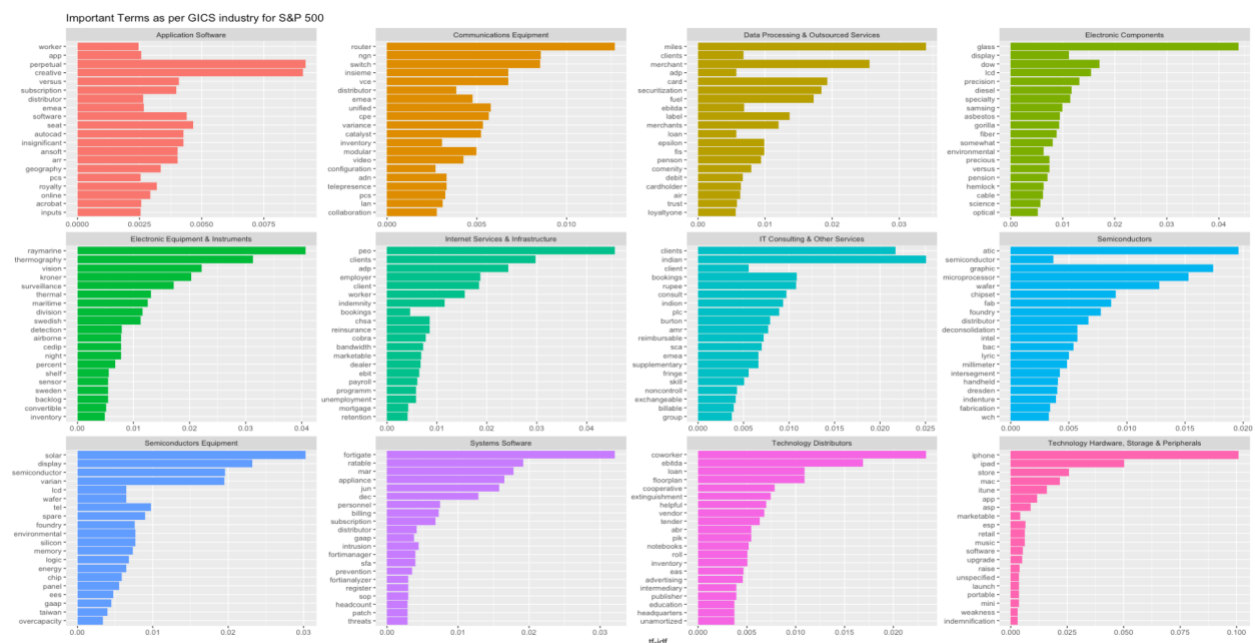 Important Terms as per GICS industry for S&P 500
Application Software
worker
app
perpetual
creative
versus
subscription
distributor
emea
software
seat
autocad
insignificant
ansoft
arr
geography
pcs
royalty
online
acrobat
inputs
0.0000 0.0025 0.0050 0.0075
Communications Equipment
router
ngn
switch
insieme
vce
distributor
emea
unified
cpe
variance
catalyst
inventory
modular
video
configuration
adn
telepresence
pca
lan
collaboration
0.000 0.005 0.010
Data Processing & Outsourced Services
miles
clients
merchant
adp
card
securitization
fuel
ebitda
label
merchants
loan
epsilon
fis
penson
comenity
debit
cardholder
air
trust
loyaltyone
0.00 0.01 0.02 0.03
Electronic Components
glass
display
dow
lcd
precision
diesel
specialty
samsing
asbestos
gorilla
fiber
somewhat
environmental
precious
versus
pension
hemlock
cable
science
optical
0.00 0.01 0.02 0.03 0.04
Electronic Equipment & Instruments
raymarine
thermography
vision
kroner
surveillance
thermal
maritime
division
swedish
detection
airborne
cedip
night
percent
shelf
sensor
sweden
backlog
convertible
inventory
0.00 0.01 0.02 0.03 0.04
Internet Services & Infrastructure
peo
clients
adp
employer
client
worker
indemnity
bookings
chsa
reinsurance
cobra
bandwidth
marketable
dealer
ebit
payroll
programm
unemployment
mortgage
retention
0.00 0.01 0.02 0.03 0.04
IT Consulting & Other Services
clients
indian
client
bookings
rupee
consult
indion
plc
burton
amr
reimbursable
sca
emea
supplementary
fringe
skill
noncontroll
exchangeable
billable
group
0.000 0.005 0.010 0.015 0.020 0.025
Semiconductors
atic
semiconductor
graphic
microprocessor
wafer
chipset
fab
foundry
distributor
deconsolidation
intel
bac
lyric
millimeter
intersegment
handheld
dresden
indenture
fabrication
wch
0.000 0.005 0.010 0.015 0.020
Semiconductors Equipment
solar
display
semiconductor
varian
lcd
wafer
tel
spare
foundry
environmental
silicon
memory
logic
energy
chip
panel
ees
gaap
taiwan
overcapacity
0.00 0.01 0.02 0.03
Systems Software
fortigate
ratable
mar
appliance
jun
dec
personnel
billing
subscription
distributor
gaap
intrusion
fortimanager
sfa
prevention
fortianalyzer
register
sop
headcount
patch
threats
0.00 0.01 0.02 0.03
Technology Distributors
coworker
ebitda
loan
floorplan
cooperative
extinguishment
helpful
vendor
lender
abr
pik
notebooks
roll
inventory
eas
advertising
intermediary
publisher
education
headquarters
unamortized
0.000 0.005 0.010 0.015 0.020
Technology Hardware, Storage & Peripherals
iphone
ipad
store
mac
itune
app
asp
marketable
esp
retail
music
software
upgrade
raise
unspecified
launch
portable
mini
weakness
indemnification
0.000 0.025 0.050 0.075 0.100